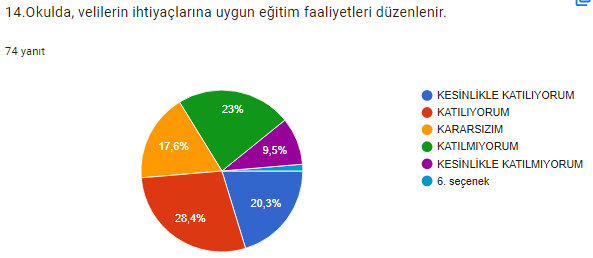 14.Okulda, velilerin ihtiyaçlarına uygun eğitim faaliyetleri düzenlenir.
74 yanıt
23%
9,5%
17,6%
20,3%
28,4%
KESİNLİKLE KATILIYORUM
KATILIYORUM
KARARSIZIM
KATILMIYORUM
KESİNLİKLE KATILMIYORUM
6. seçenek